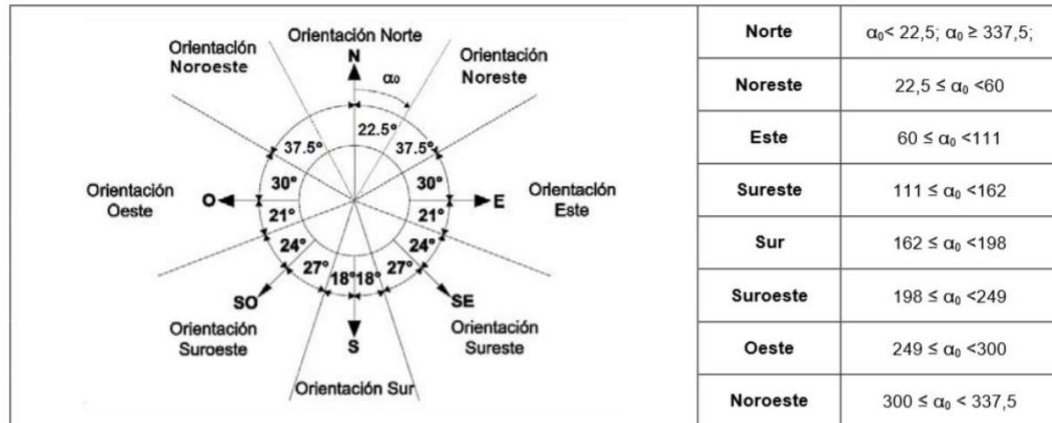 Orientación Norte
N
α₀
Orientación
Noroeste
Orientación
Noreste
22.5°
37.5°
37.5°
30°
30°
Orientación
Oeste
O
E
Orientación
Este
21°
21°
24°
24°
27°
18°
18°
27°
SO
SE
Orientación
Suroeste
S
Orientación
Sureste
Orientación Sur
Norte α₀< 22,5; α₀ ≥ 337,5;
Noreste 22,5 ≤ α₀ <60
Este 60 ≤ α₀ <111
Sureste 111 ≤ α₀ <162
Sur 162 ≤ α₀ <198
Suroeste 198 ≤ α₀ <249
Oeste 249 ≤ α₀ <300
Noroeste 300 ≤ α₀ < 337,5